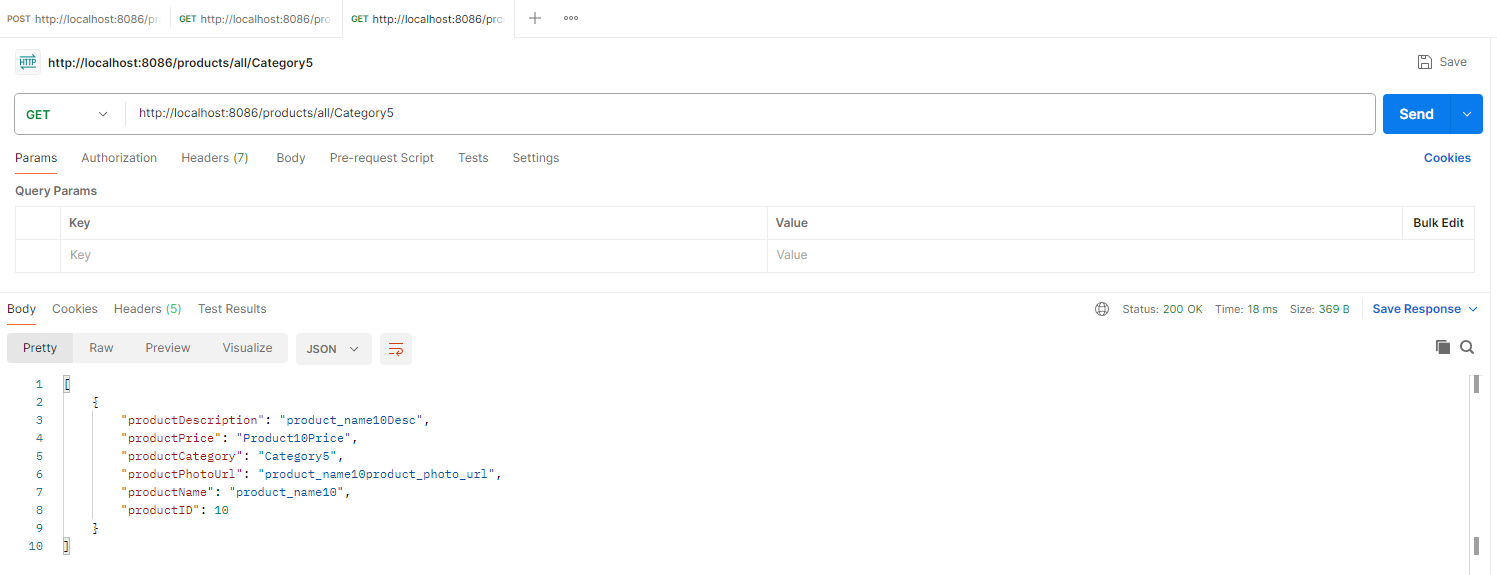 POST http://localhost:8086/pr GET http://localhost:8086/pro GET http://localhost:8086/pro
HTTP http://localhost:8086/products/all/Category5 Save
GET http://localhost:8086/products/all/Category5 Send
Params Authorization Headers (7) Body Pre-request Script Tests Settings Cookies
Query Params
Key Value Bulk Edit
Key Value
Body Cookies Headers (5) Test Results Status: 200 OK Time: 18 ms Size: 369 B Save Response
Pretty Raw Preview Visualize JSON
1 [
2 {
3 "productDescription": "product_name10Desc",
4 "productPrice": "Product10Price",
5 "productCategory": "Category5",
6 "productPhotoUrl": "product_name10product_photo_url",
7 "productName": "product_name10",
8 "productID": 10
9 }
10 ]